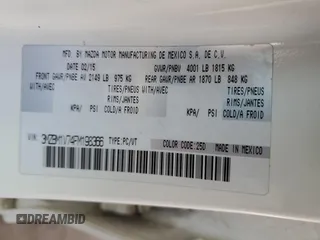 MFD. BY MAZDA MOTOR MANUFACTURING DE MEXICO S.A. DE C.V.
DATE 02/15 GVWR/PNBV 4001 LB 1815 KG
FRONT GAWR/PNBE AV 2149 LB 975 KG REAR GAWR/PNBE AR 1870 LB 848 KG
WITH/AVEC TIRES/PNEUS WITH/AVEC TIRES/PNEUS
RIMS/JANTES RIMS/JANTES
KPA / PSI COLD/A FROID KPA / PSI COLD/A FROID
TYPE:PC/VT COLOR CODE:25D
MADE IN MEXICO
3MZBM1V74FM198366
© bidfind